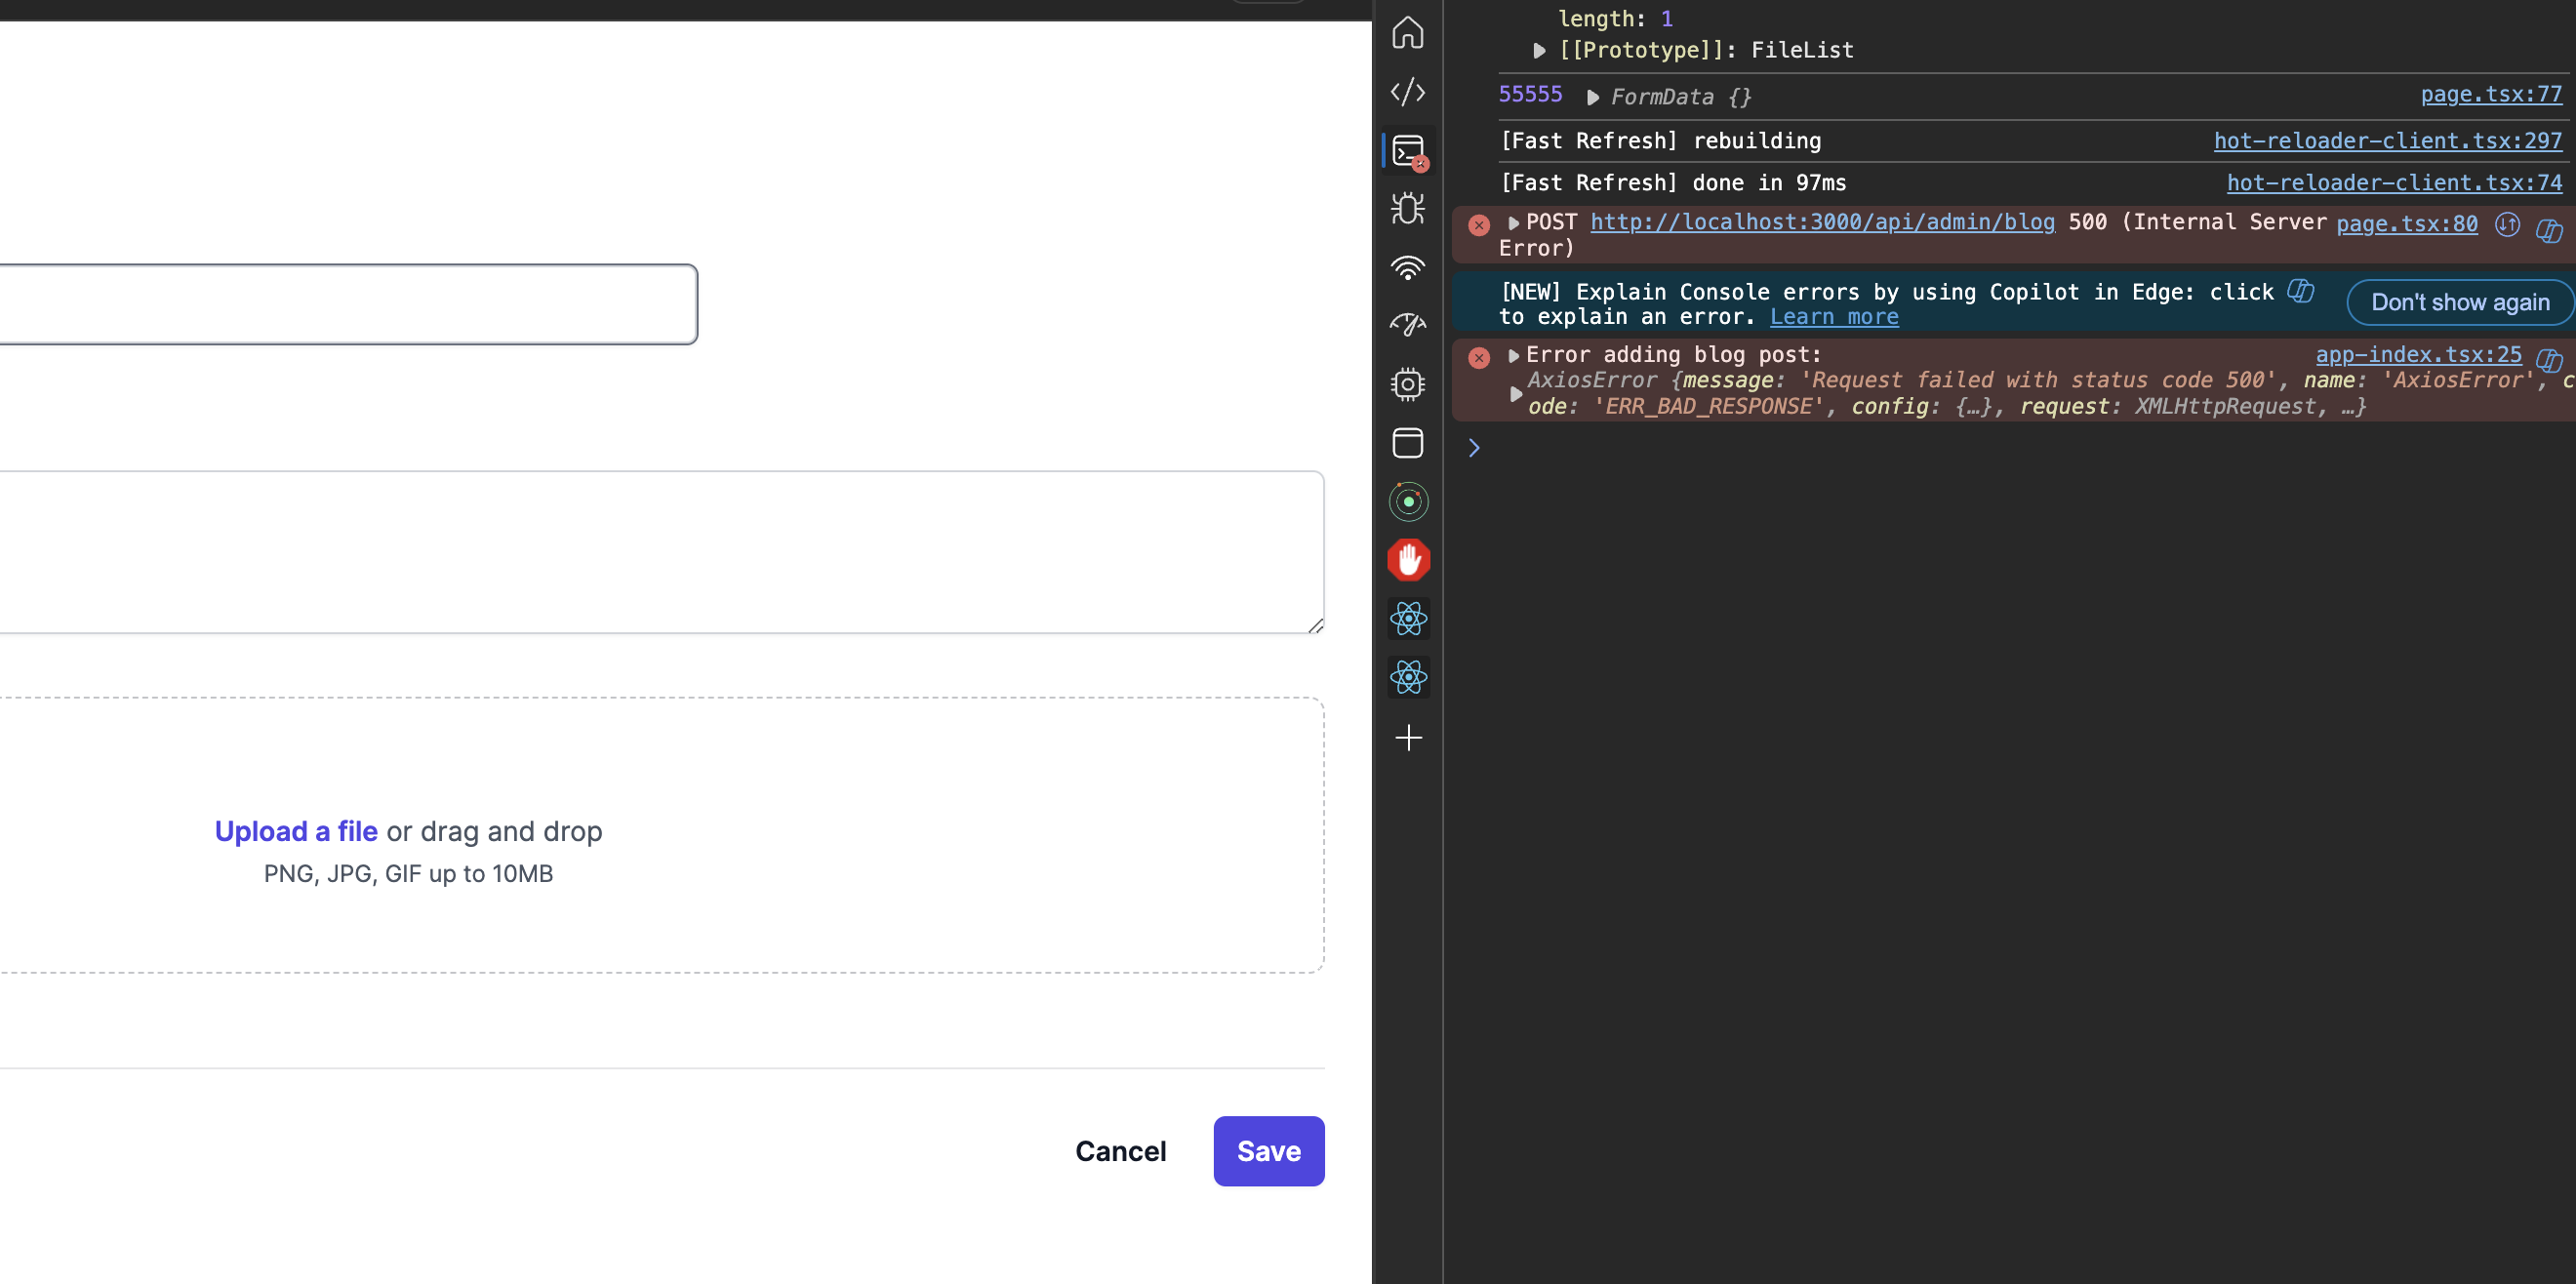 Upload a file or drag and drop
PNG, JPG, GIF up to 10MB
Cancel
Save
length: 1
[[Prototype]]: FileList
55555 FormData {} page.tsx:77
[Fast Refresh] rebuilding hot-reloader-client.tsx:297
[Fast Refresh] done in 97ms hot-reloader-client.tsx:74
POST http://localhost:3000/api/admin/blog 500 (Internal Server page.tsx:80
Error)
[NEW] Explain Console errors by using Copilot in Edge: click
to explain an error. Learn more
Don't show again
Error adding blog post: app-index.tsx:25
AxiosError {message: 'Request failed with status code 500', name: 'AxiosError', c
ode: 'ERR_BAD_RESPONSE', config: {…}, request: XMLHttpRequest, …}